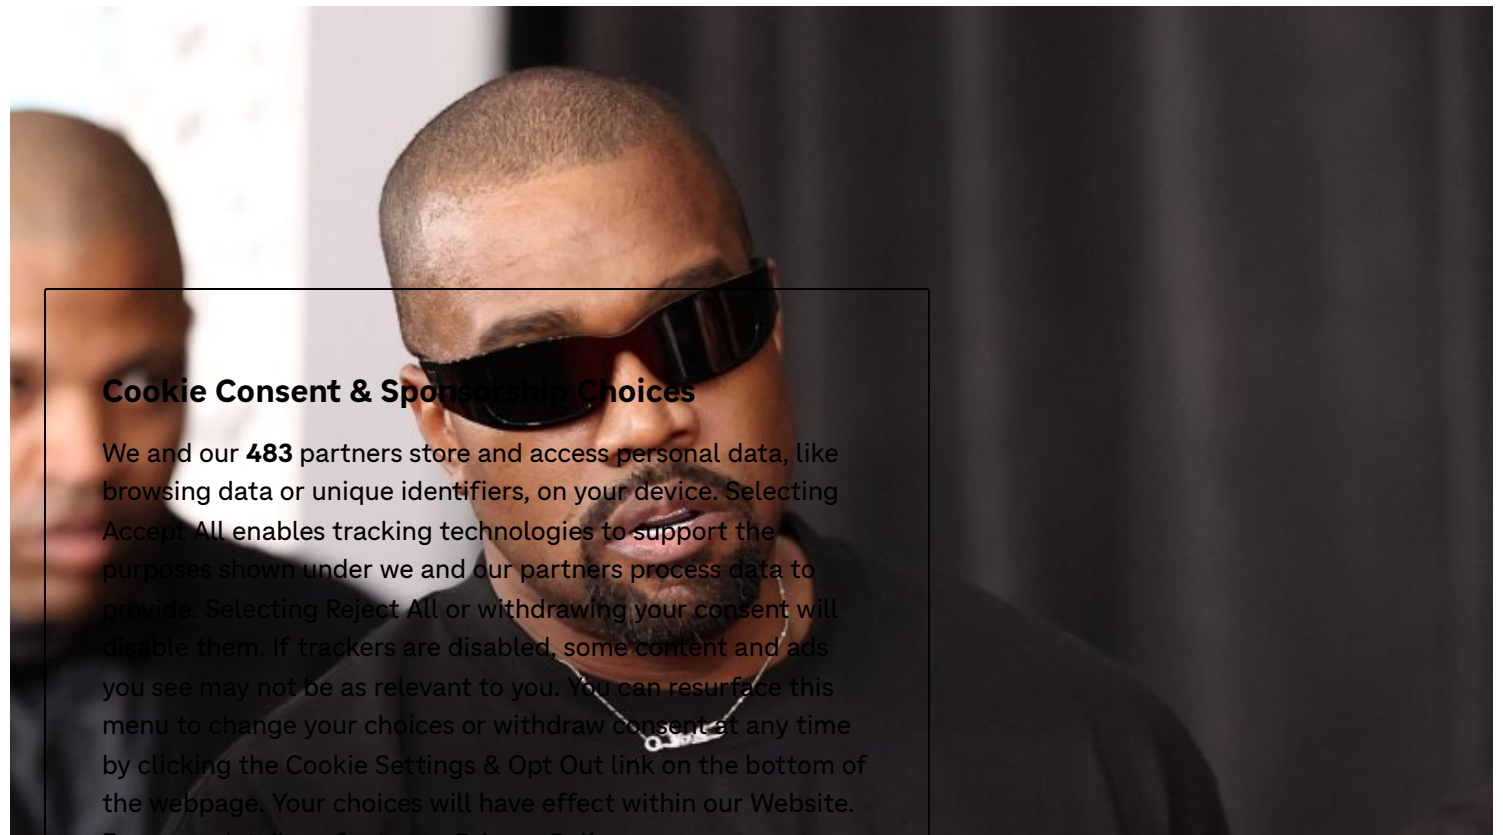 Cookie Consent & Sponsorship Choices
We and our 483 partners store and access personal data, like
browsing data or unique identifiers, on your device. Selecting
Accept All enables tracking technologies to support the
purposes shown under we and our partners process data to
provide. Selecting Reject All or withdrawing your consent will
disable them. If trackers are disabled, some content and ads
you see may not be as relevant to you. You can resurface this
menu to change your choices or withdraw consent at any time
by clicking the Cookie Settings & Opt Out link on the bottom of
the webpage. Your choices will have effect within our Website.